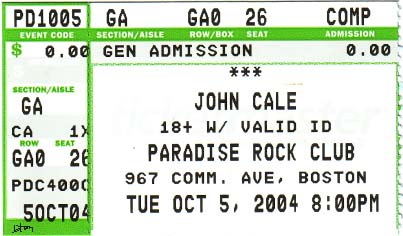 PD1005 GA GA0 26 COMP
EVENT CODE SECTION/AISLE ROW/BOX SEAT ADMISSION
$ 0.00 GEN ADMISSION 0.00
SECTION/AISLE
GA
CA 1X
ROW SEAT
GA0 26
PDC400C
5OCT04
***
JOHN CALE
18+ W/ VALID ID
PARADISE ROCK CLUB
967 COMM. AVE, BOSTON
TUE OCT 5, 2004 8:00PM